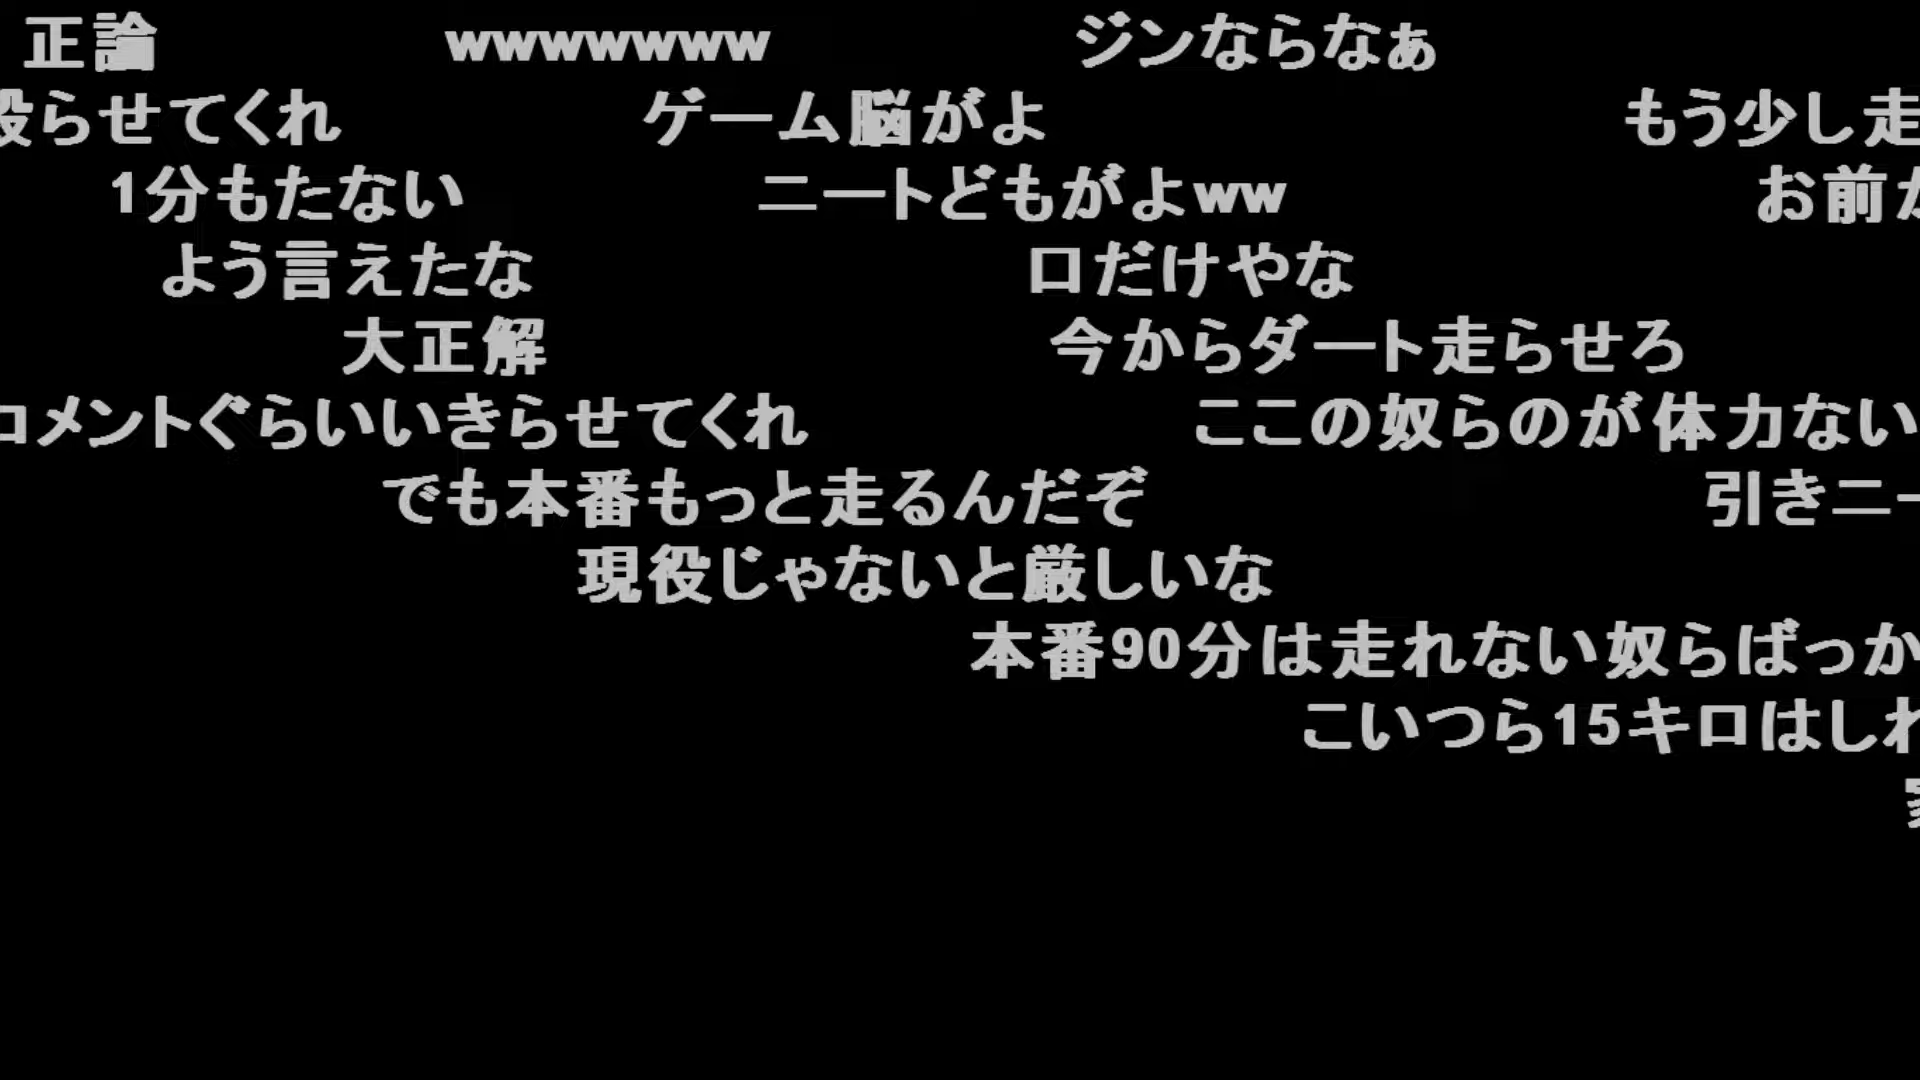 正論 wwwwwwww ジンならなぁ
らせてくれ ゲーム脳がよ もう少し走
1分もたない ニートどもがよww お前
よう言えたな 口だけやな
大正解 今からダート走らせろ
コメントぐらいいきらせてくれ ここの奴らのが体力ない
でも本番もっと走るんだぞ 引きニー
現役じゃないと厳しいな
本番90分は走れない奴らばっか
こいつら15キロはしれ